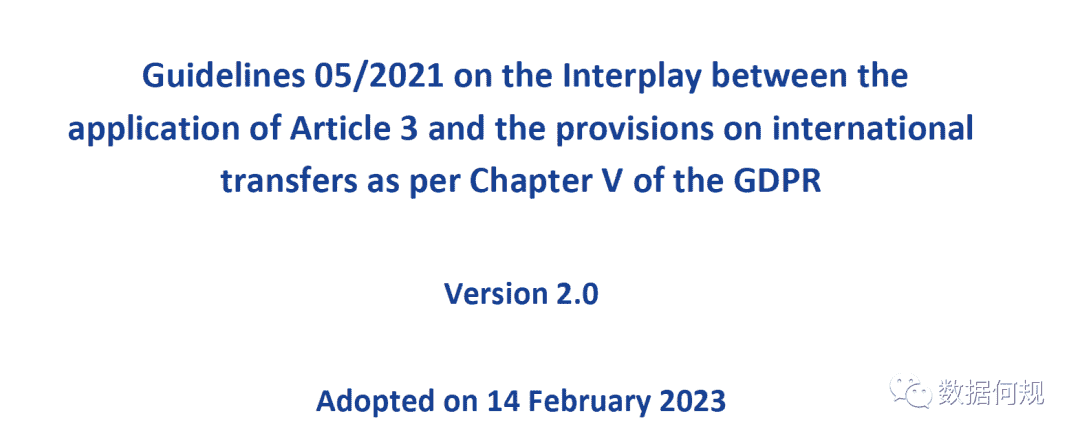 Guidelines 05/2021 on the Interplay between the
application of Article 3 and the provisions on international
transfers as per Chapter V of the GDPR
Version 2.0
Adopted on 14 February 2023
数据何规